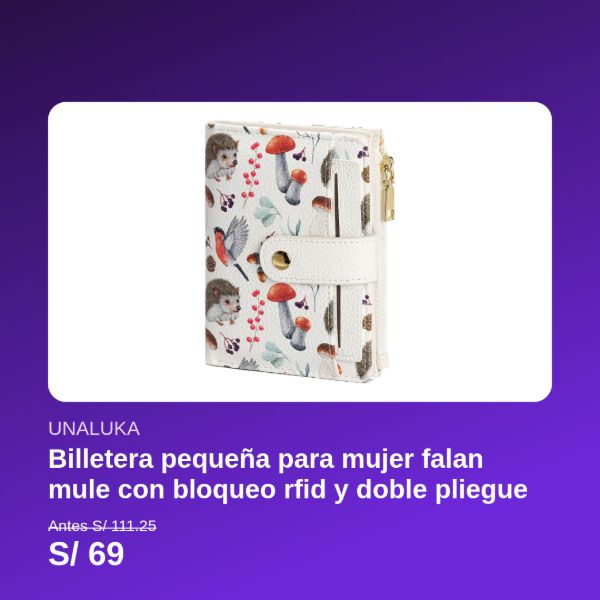 UNALUKA
Billetera pequeña para mujer falan
mule con bloqueo rfid y doble pliegue
Antes S/ 111.25
S/ 69